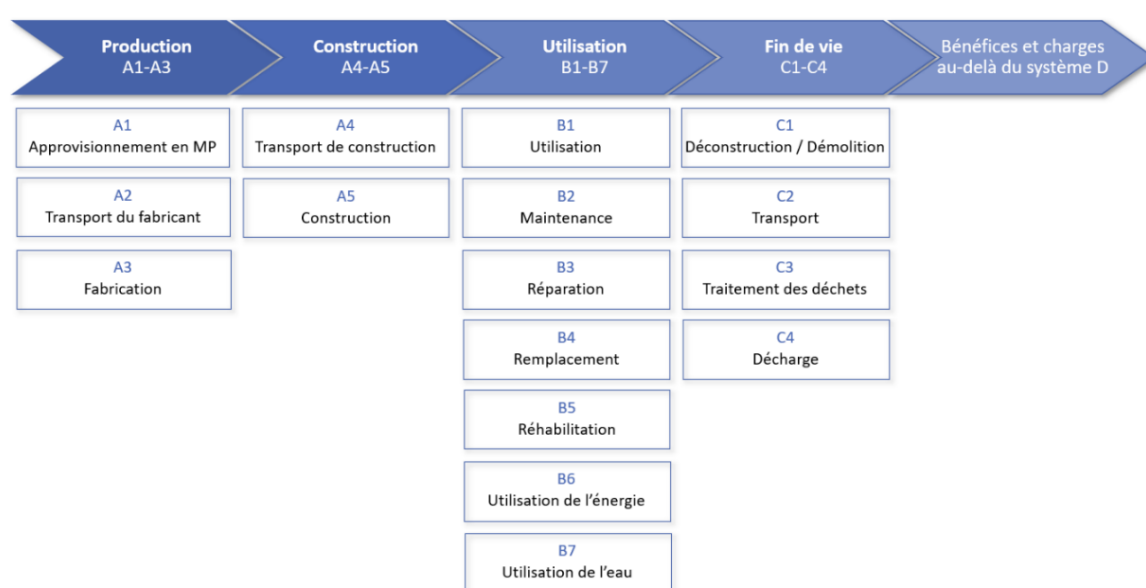 Production
A1-A3
Construction
A4-A5
Utilisation
B1-B7
Fin de vie
C1-C4
Bénéfices et charges
au-delà du système D
A1
Approvisionnement en MP
A2
Transport du fabricant
A3
Fabrication
A4
Transport de construction
A5
Construction
B1
Utilisation
B2
Maintenance
B3
Réparation
B4
Remplacement
B5
Réhabilitation
B6
Utilisation de l’énergie
B7
Utilisation de l’eau
C1
Déconstruction / Démolition
C2
Transport
C3
Traitement des déchets
C4
Décharge